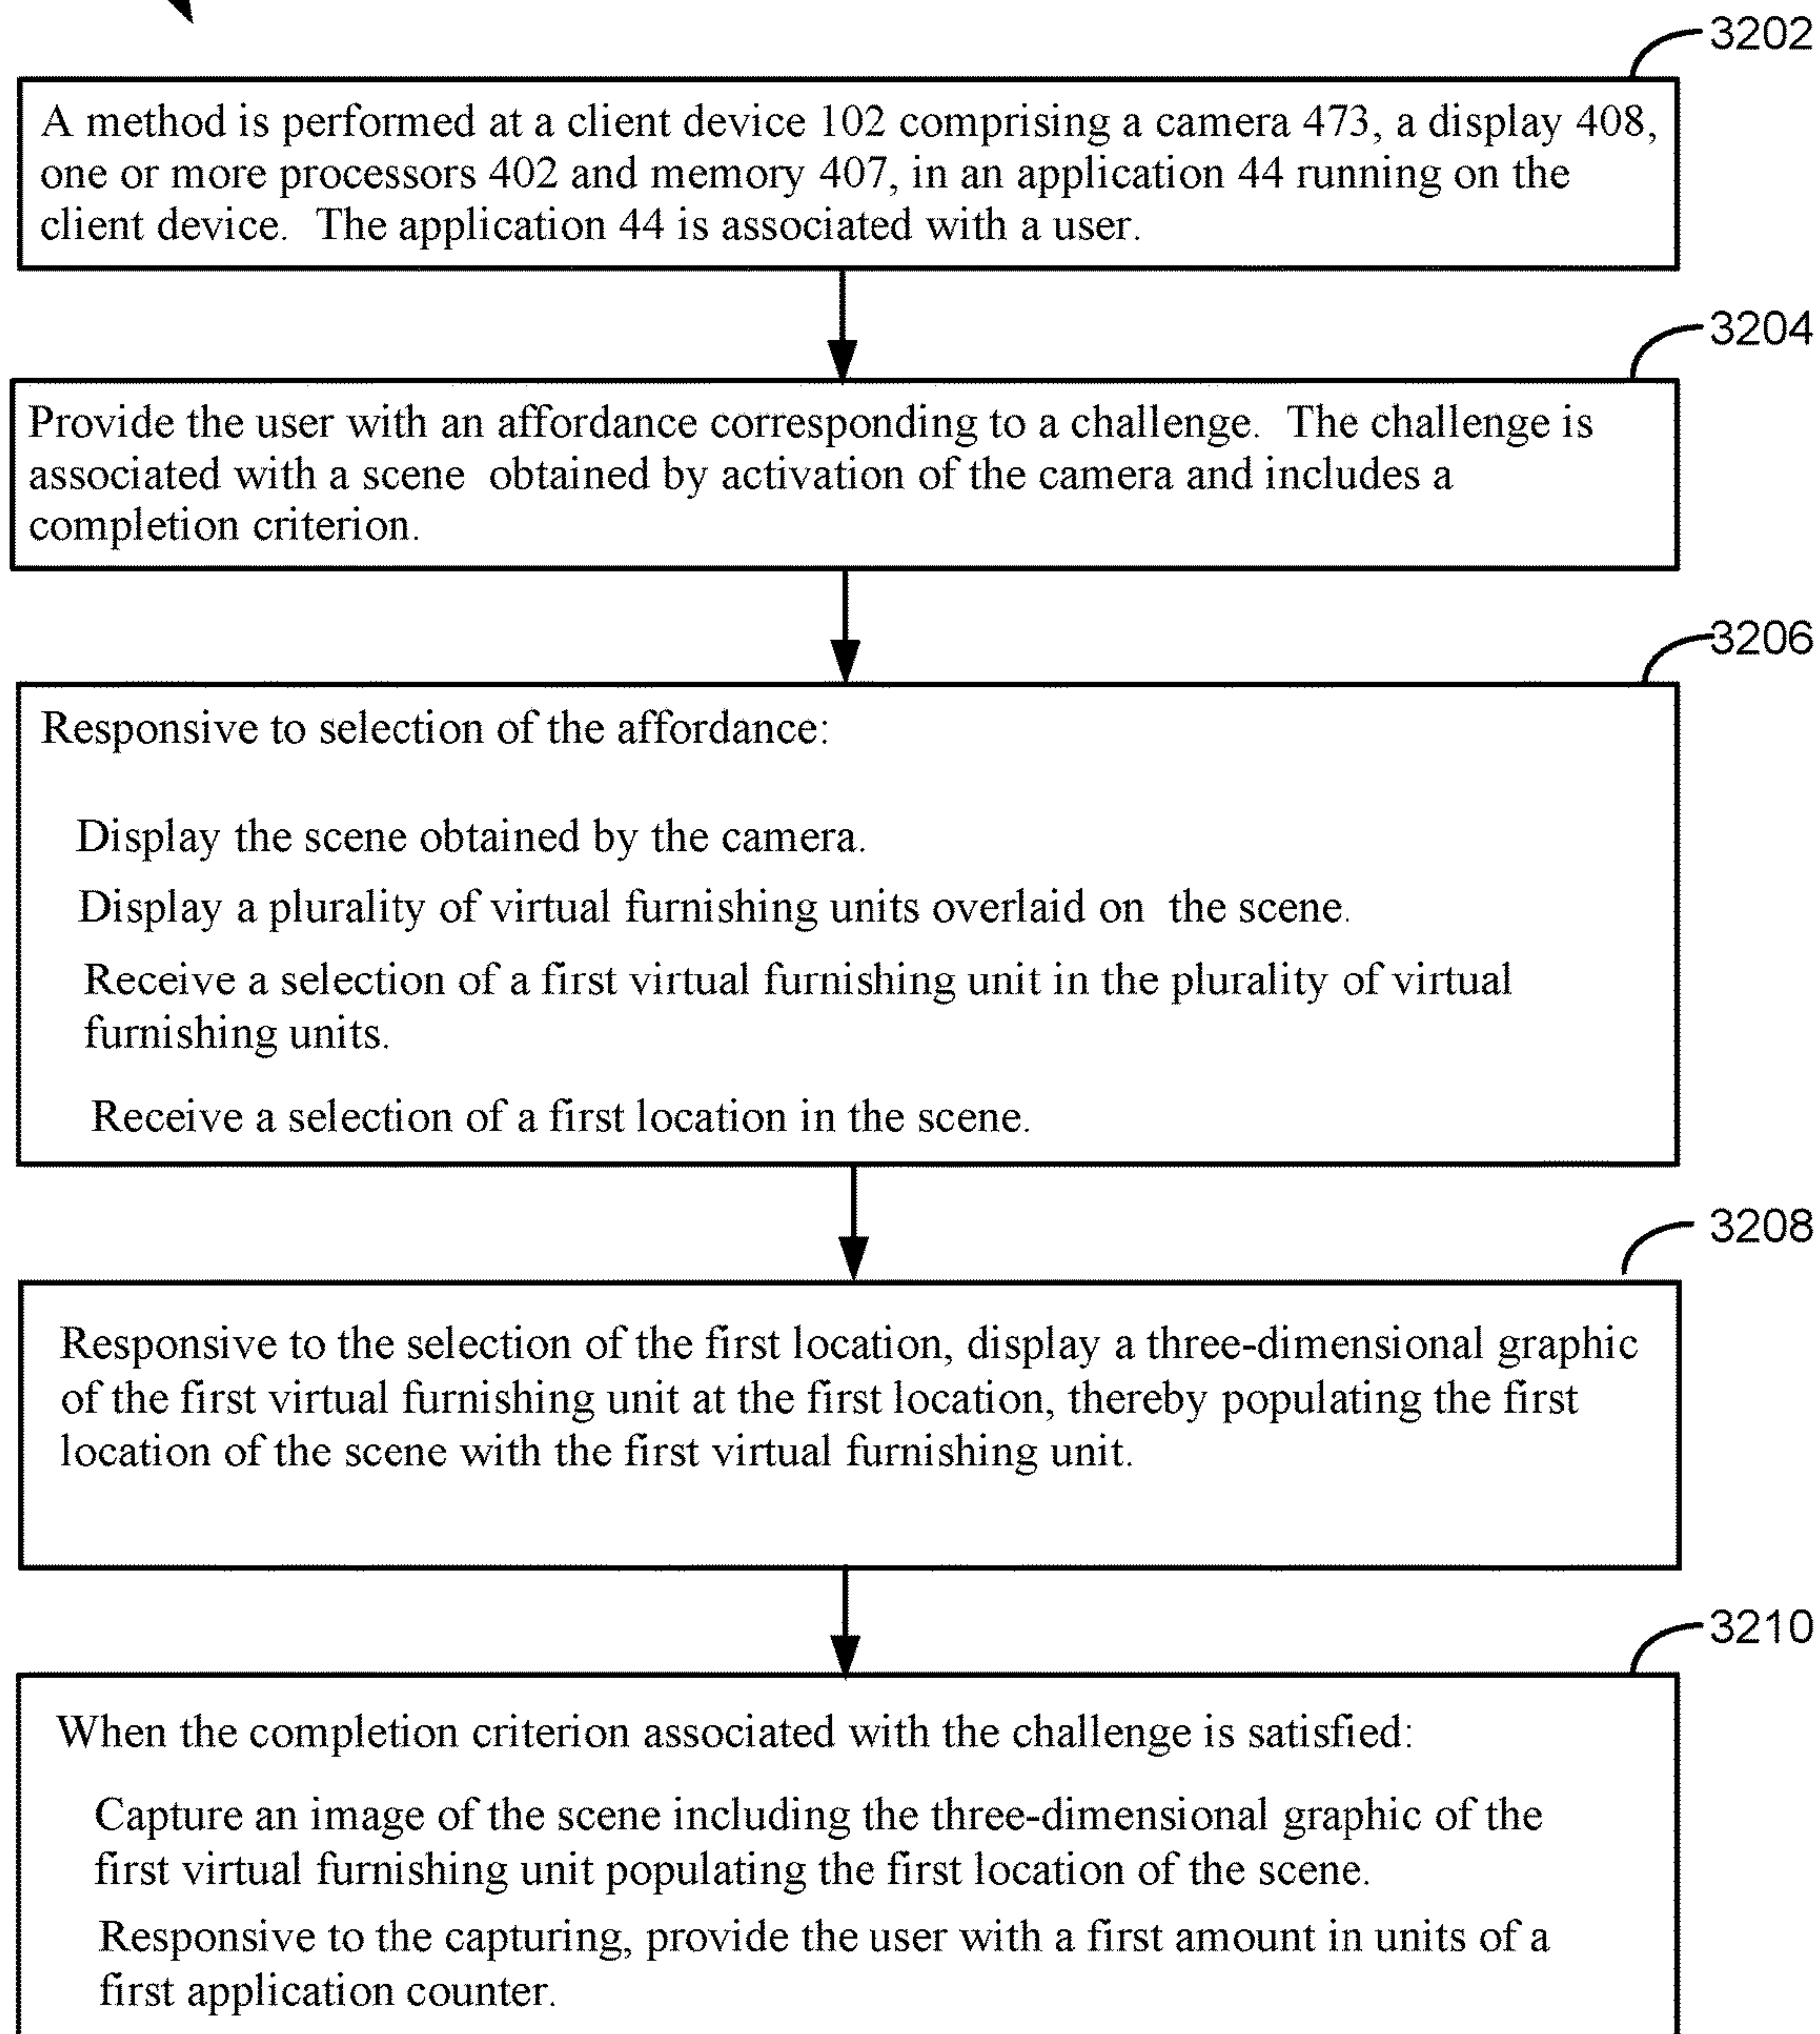 3202
A method is performed at a client device 102 comprising a camera 473, a display 408,
one or more processors 402 and memory 407, in an application 44 running on the
client device.  The application 44 is associated with a user.
3204
Provide the user with an affordance corresponding to a challenge.  The challenge is
associated with a scene  obtained by activation of the camera and includes a
completion criterion.
3206
Responsive to selection of the affordance:
Display the scene obtained by the camera.
Display a plurality of virtual furnishing units overlaid on  the scene.
Receive a selection of a first virtual furnishing unit in the plurality of virtual
furnishing units.
Receive a selection of a first location in the scene.
3208
Responsive to the selection of the first location, display a three-dimensional graphic
of the first virtual furnishing unit at the first location, thereby populating the first
location of the scene with the first virtual furnishing unit.
3210
When the completion criterion associated with the challenge is satisfied:
Capture an image of the scene including the three-dimensional graphic of the
first virtual furnishing unit populating the first location of the scene.
Responsive to the capturing, provide the user with a first amount in units of a
first application counter.